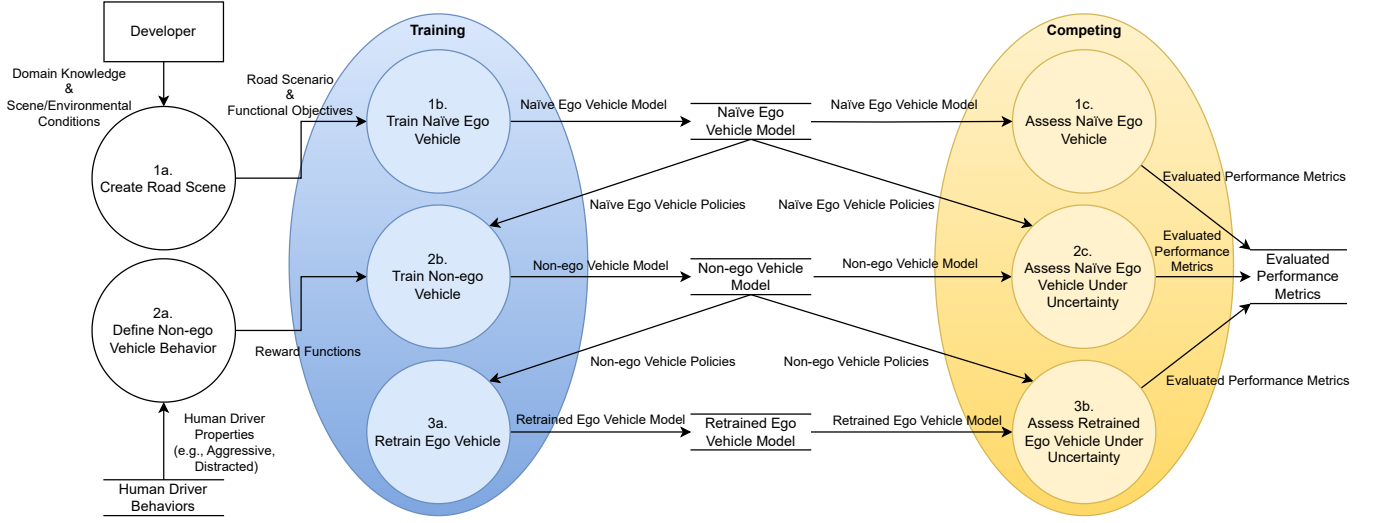 Developer
Training
Competing
Domain Knowledge
&
Scene/Environmental
Conditions
Road Scenario
&
Functional Objectives
1a.
Create Road Scene
1b.
Train Naïve Ego
Vehicle
Naïve Ego Vehicle Model
Naïve Ego
Vehicle Model
Naïve Ego Vehicle Model
1c.
Assess Naïve Ego
Vehicle
Evaluated Performance Metrics
Naïve Ego Vehicle Policies
Naïve Ego Vehicle Policies
2a.
Define Non-ego
Vehicle Behavior
Reward Functions
2b.
Train Non-ego
Vehicle
Non-ego Vehicle Model
Non-ego Vehicle
Model
Non-ego Vehicle Model
2c.
Assess Naïve Ego
Vehicle Under
Uncertainty
Evaluated
Performance
Metrics
Evaluated
Performance
Metrics
Non-ego Vehicle Policies
Non-ego Vehicle Policies
Evaluated Performance Metrics
Human Driver
Properties
(e.g., Aggressive,
Distracted)
Human Driver
Behaviors
3a.
Retrain Ego Vehicle
Retrained Ego Vehicle Model
Retrained Ego
Vehicle Model
Retrained Ego Vehicle Model
3b.
Assess Retrained
Ego Vehicle Under
Uncertainty